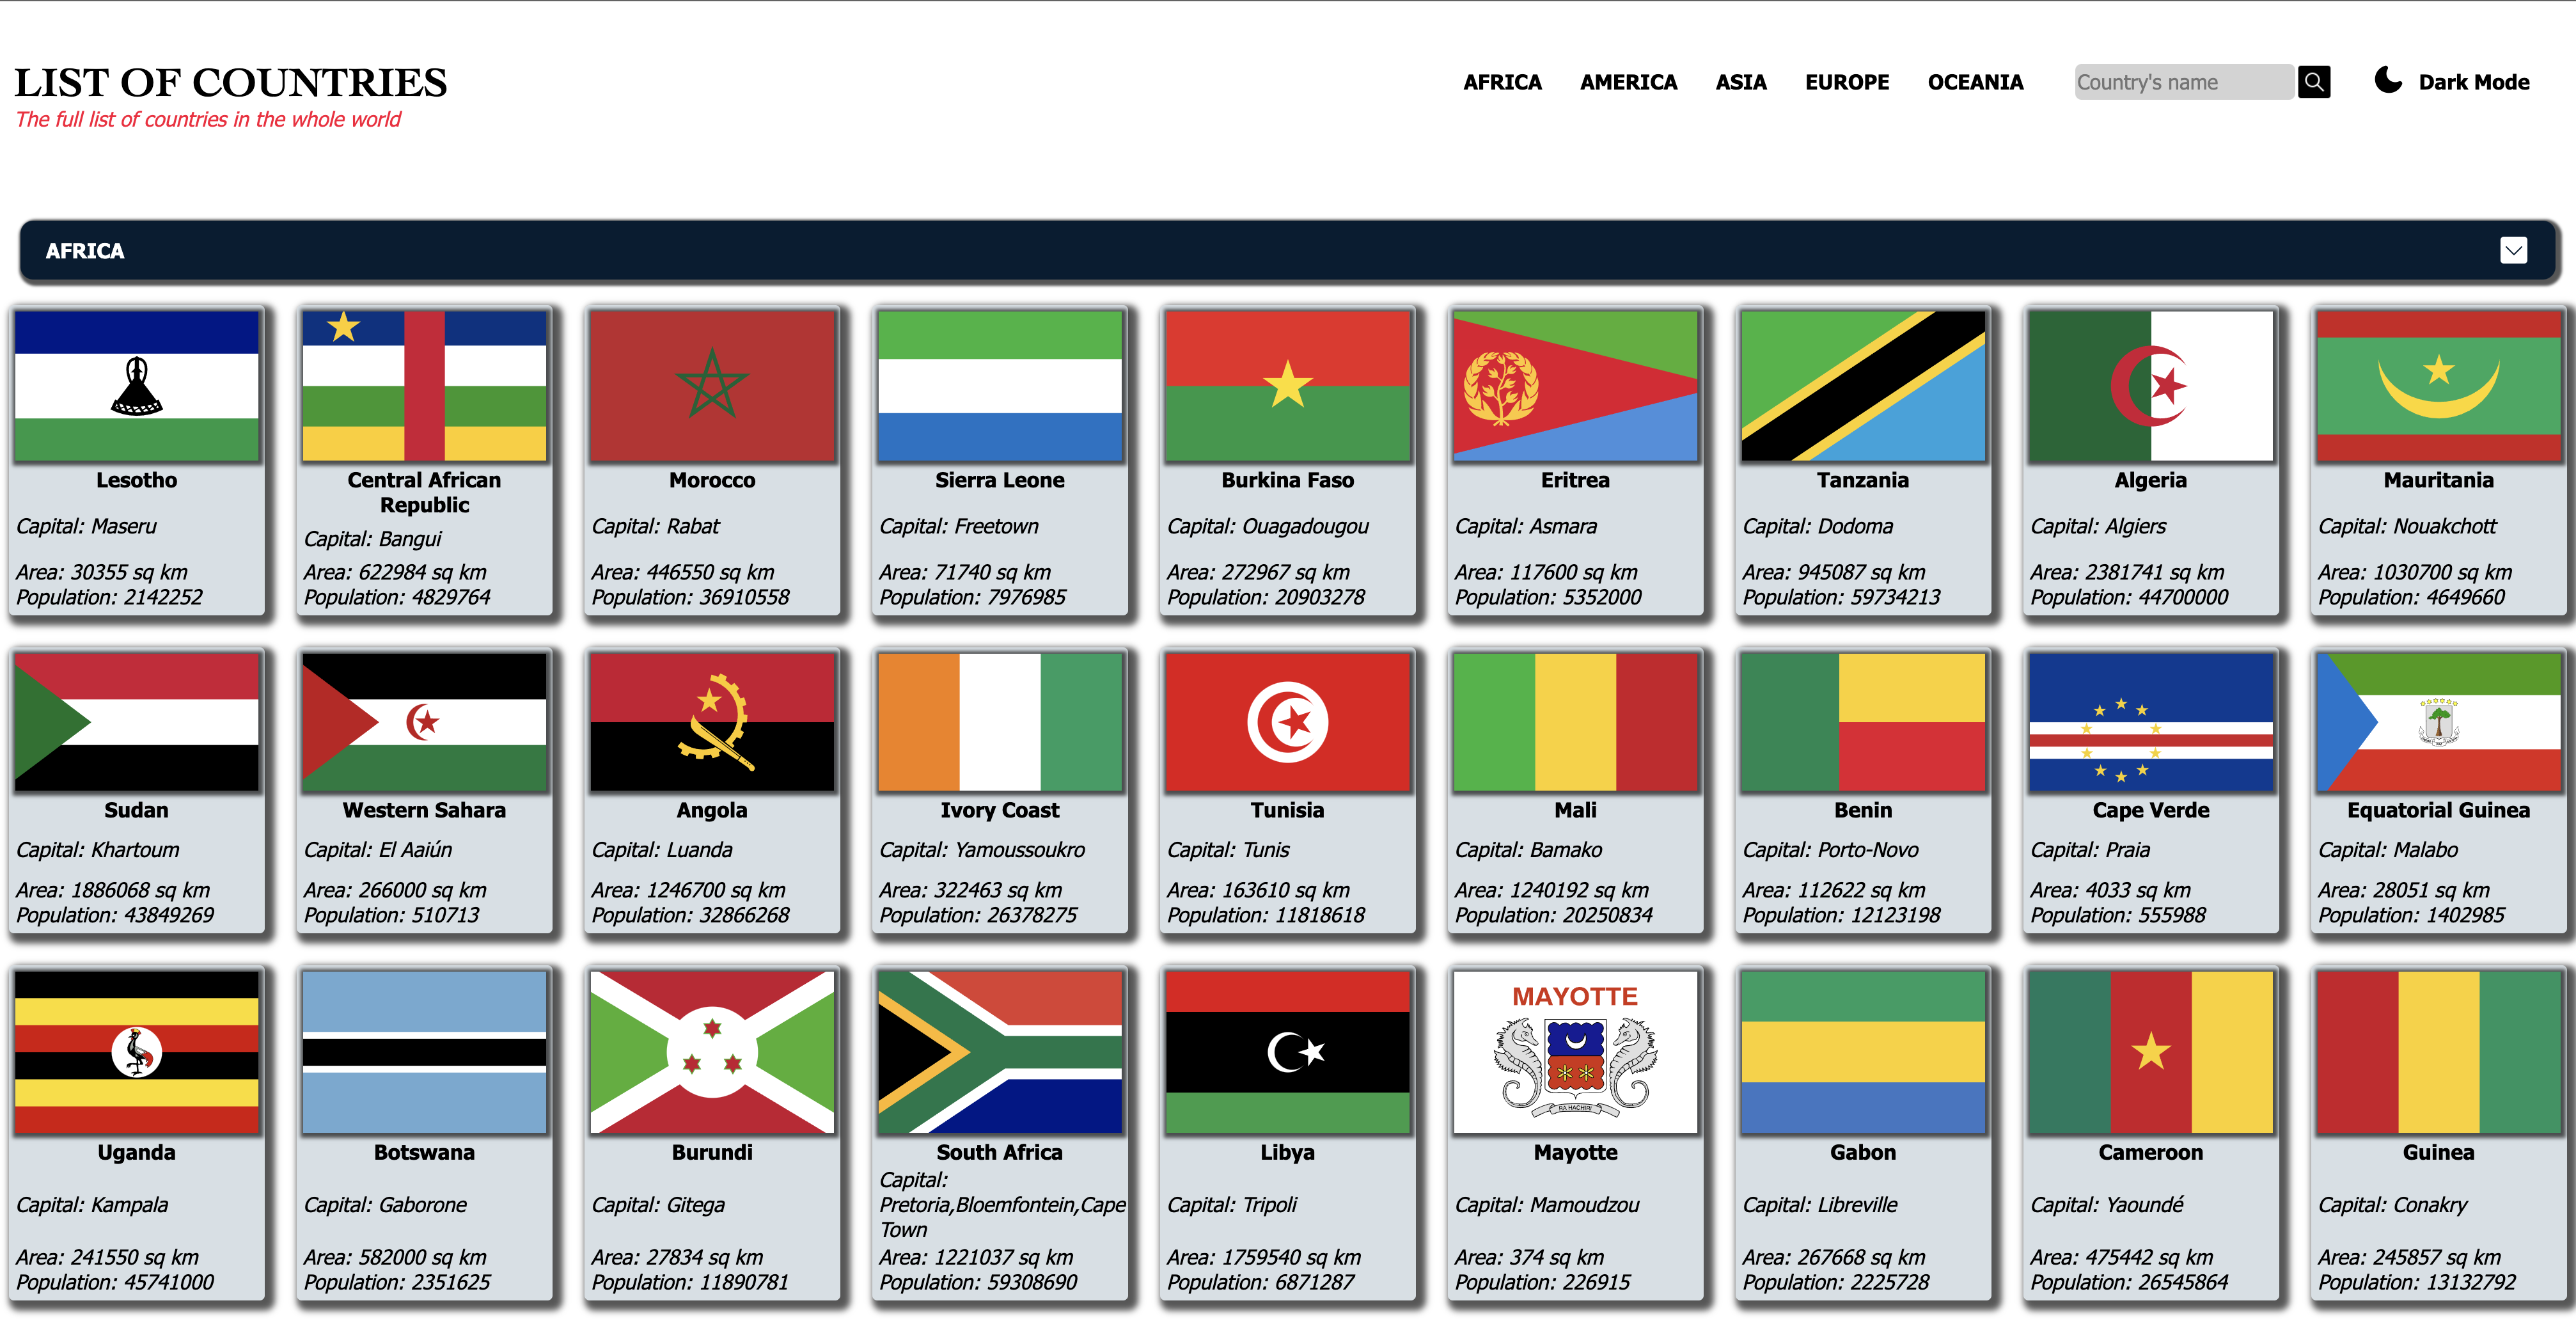 LIST OF COUNTRIES
The full list of countries in the whole world
AFRICA AMERICA ASIA EUROPE OCEANIA
Country's name
Dark Mode
AFRICA
Lesotho
Capital: Maseru
Area: 30355 sq km
Population: 2142252
Central African
Republic
Capital: Bangui
Area: 622984 sq km
Population: 4829764
Morocco
Capital: Rabat
Area: 446550 sq km
Population: 36910558
Sierra Leone
Capital: Freetown
Area: 71740 sq km
Population: 7976985
Burkina Faso
Capital: Ouagadougou
Area: 272967 sq km
Population: 20903278
Eritrea
Capital: Asmara
Area: 117600 sq km
Population: 5352000
Tanzania
Capital: Dodoma
Area: 945087 sq km
Population: 59734213
Algeria
Capital: Algiers
Area: 2381741 sq km
Population: 44700000
Mauritania
Capital: Nouakchott
Area: 1030700 sq km
Population: 4649660
Sudan
Capital: Khartoum
Area: 1886068 sq km
Population: 43849269
Western Sahara
Capital: El Aaiún
Area: 266000 sq km
Population: 510713
Angola
Capital: Luanda
Area: 1246700 sq km
Population: 32866268
Ivory Coast
Capital: Yamoussoukro
Area: 322463 sq km
Population: 26378275
Tunisia
Capital: Tunis
Area: 163610 sq km
Population: 11818618
Mali
Capital: Bamako
Area: 1240192 sq km
Population: 20250834
Benin
Capital: Porto-Novo
Area: 112622 sq km
Population: 12123198
Cape Verde
Capital: Praia
Area: 4033 sq km
Population: 555988
Equatorial Guinea
Capital: Malabo
Area: 28051 sq km
Population: 1402985
Uganda
Capital: Kampala
Area: 241550 sq km
Population: 45741000
Botswana
Capital: Gaborone
Area: 582000 sq km
Population: 2351625
Burundi
Capital: Gitega
Area: 27834 sq km
Population: 11890781
South Africa
Capital:
Pretoria,Bloemfontein,Cape
Town
Area: 1221037 sq km
Population: 59308690
Libya
Capital: Tripoli
Area: 1759540 sq km
Population: 6871287
MAYOTTE
RA HACHIRI
Mayotte
Capital: Mamoudzou
Area: 374 sq km
Population: 226915
Gabon
Capital: Libreville
Area: 267668 sq km
Population: 2225728
Cameroon
Capital: Yaoundé
Area: 475442 sq km
Population: 26545864
Guinea
Capital: Conakry
Area: 245857 sq km
Population: 13132792